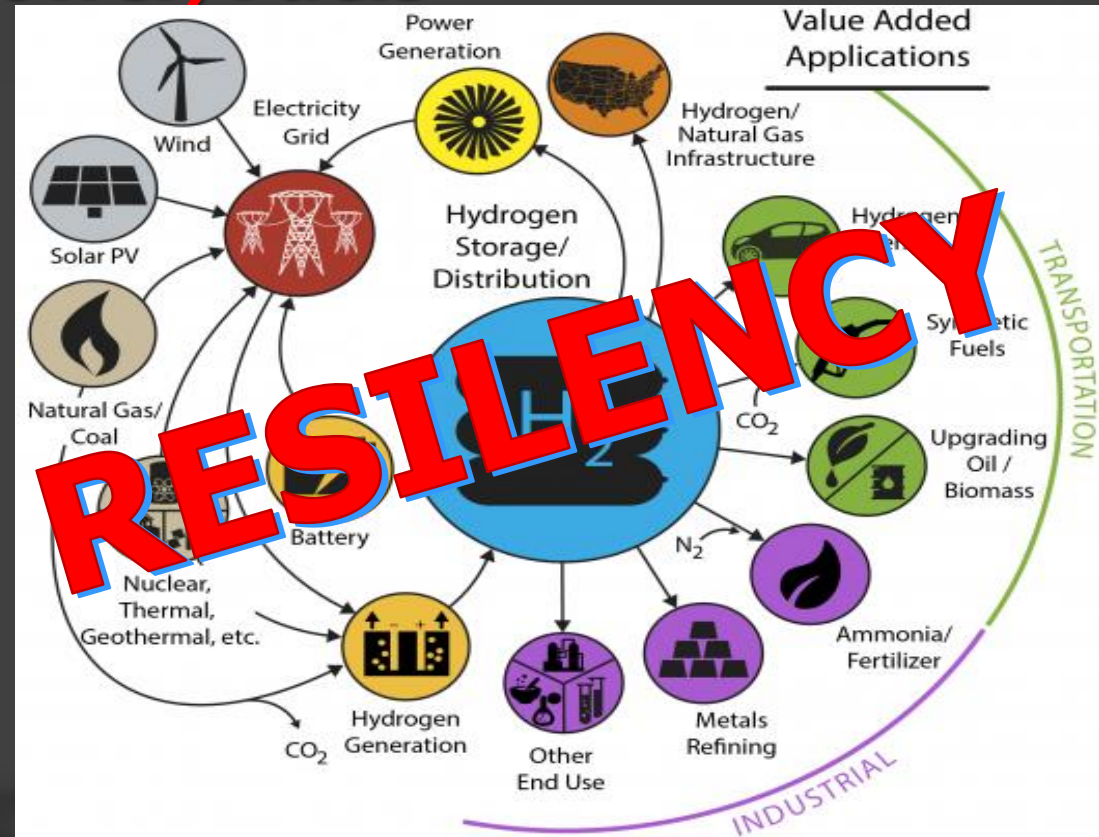 Power
Generation
Value Added
Applications
Electricity
Grid
Wind
Hydrogen/
Natural Gas
Infrastructure
Hydrogen
Storage/
Distribution
Solar PV
TRANSPORTATION
Fuels
CO2
Natural Gas/
Coal
RESILENCY
H2
Upgrading
Oil /
Biomass
Battery
N2
Nuclear,
Thermal,
Geothermal, etc.
Ammonia/
Fertilizer
Hydrogen
Generation
CO2
Metals
Refining
Other
End Use
INDUSTRIAL